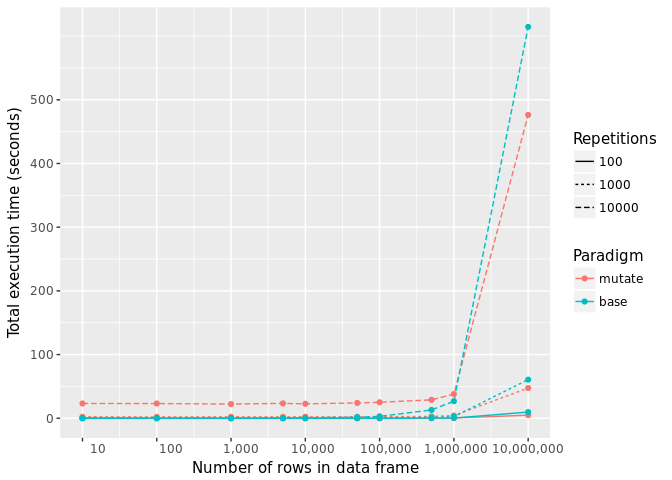 500
400
300
200
100
0
Total execution time (seconds)
10
100
1,000
10,000
100,000
1,000,000
10,000,000
Number of rows in data frame
Repetitions
100
1000
10000
Paradigm
mutate
base